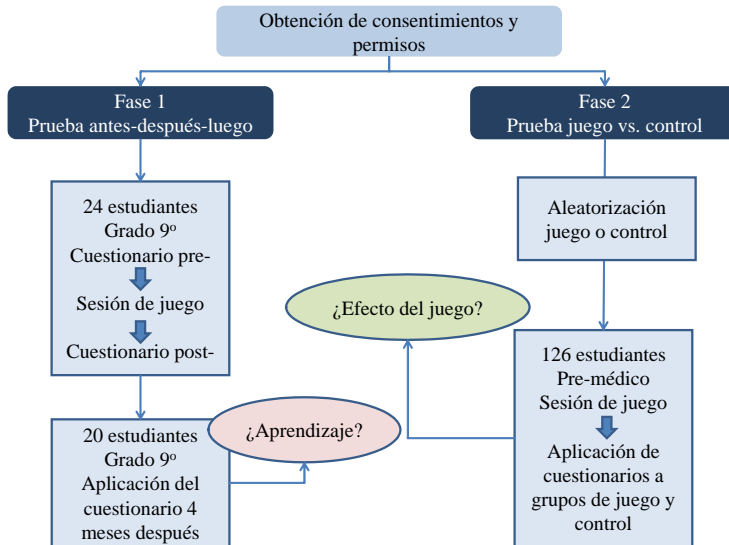 Obtención de consentimientos y
permisos
Fase 1
Prueba antes-después-luego
Fase 2
Prueba juego vs. control
24 estudiantes
Grado 9º
Cuestionario pre-
Sesión de juego
Cuestionario post-
Aleatorización
juego o control
¿Efecto del juego?
126 estudiantes
Pre-médico
Sesión de juego
Aplicación de
cuestionarios a
grupos de juego y
control
20 estudiantes
Grado 9º
Aplicación del
cuestionario 4
meses después
¿Aprendizaje?